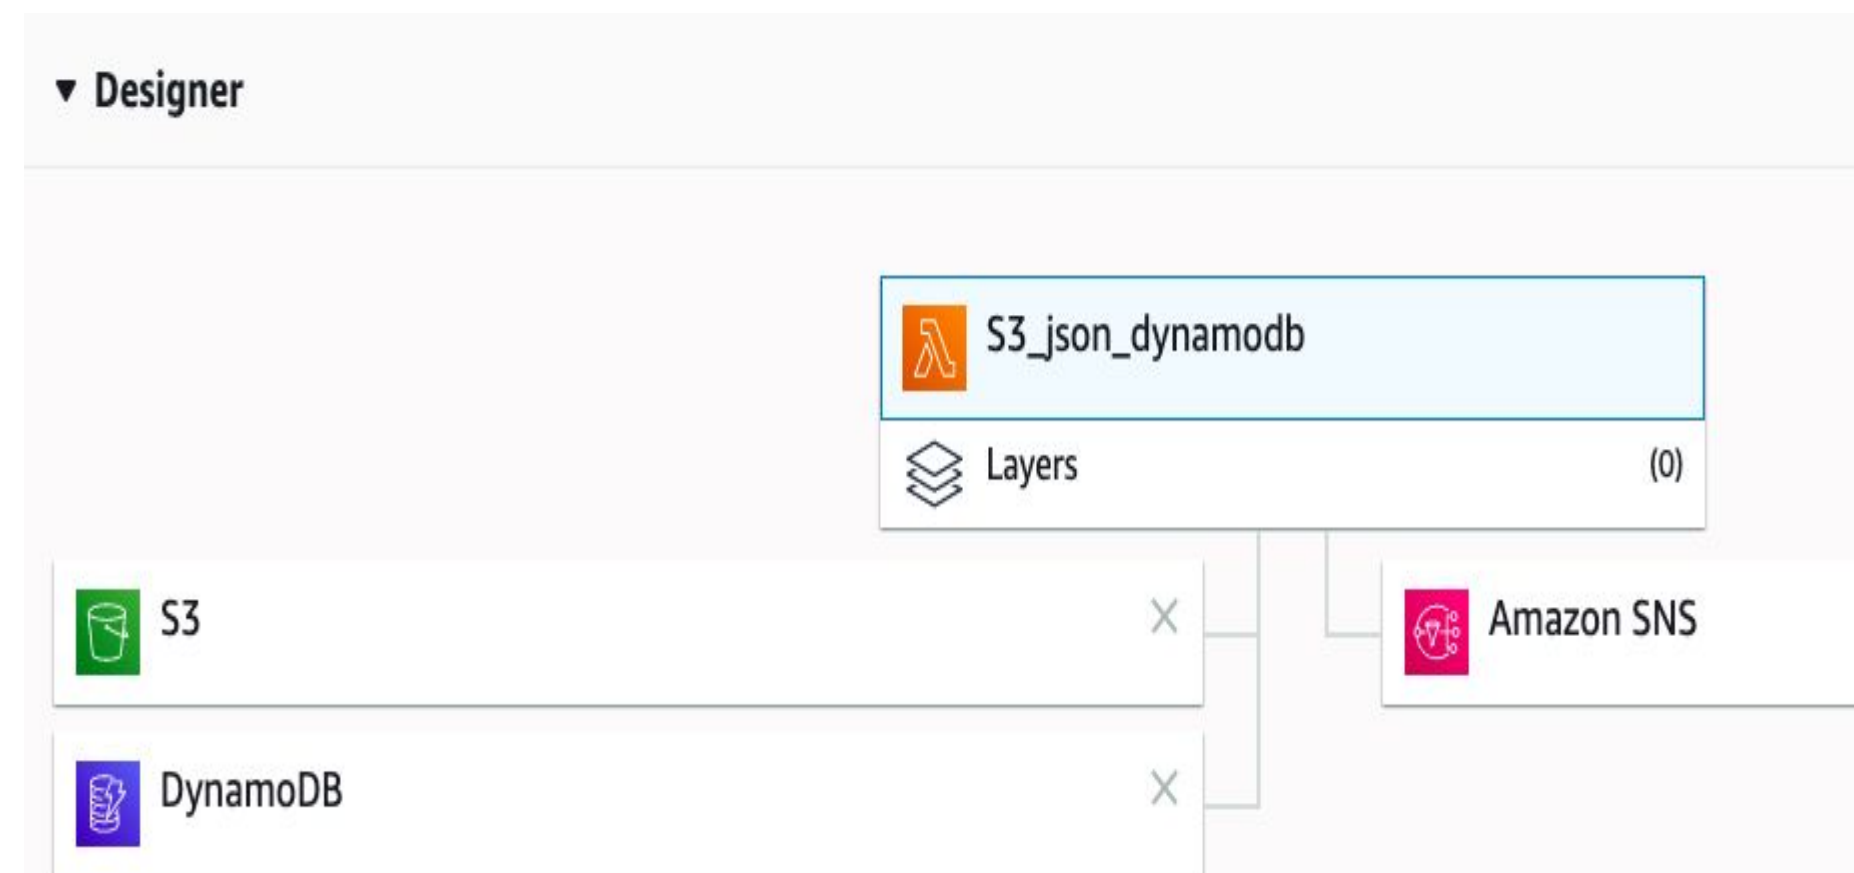 ▼ Designer
S3_json_dynamodb
Layers (0)
S3 X
Amazon SNS
DynamoDB X